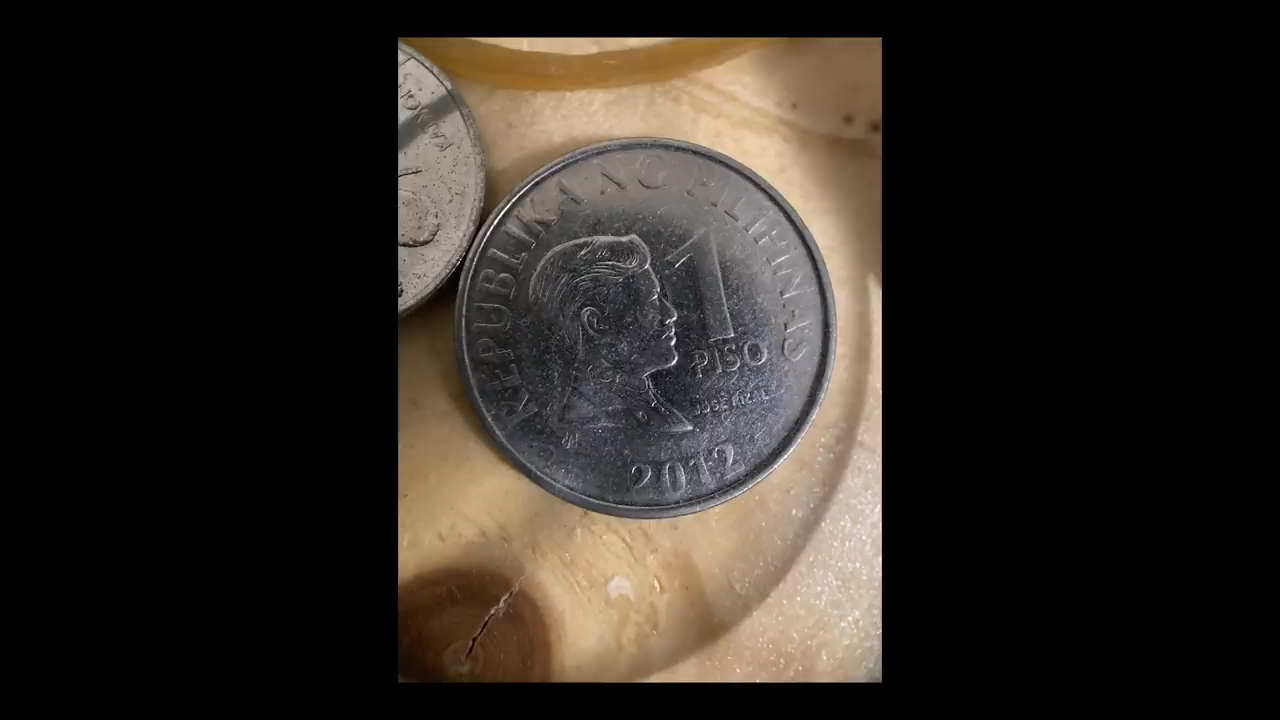 REPUBLIKA NG PILIPINAS
1
PISO
JOSE RIZAL
2012